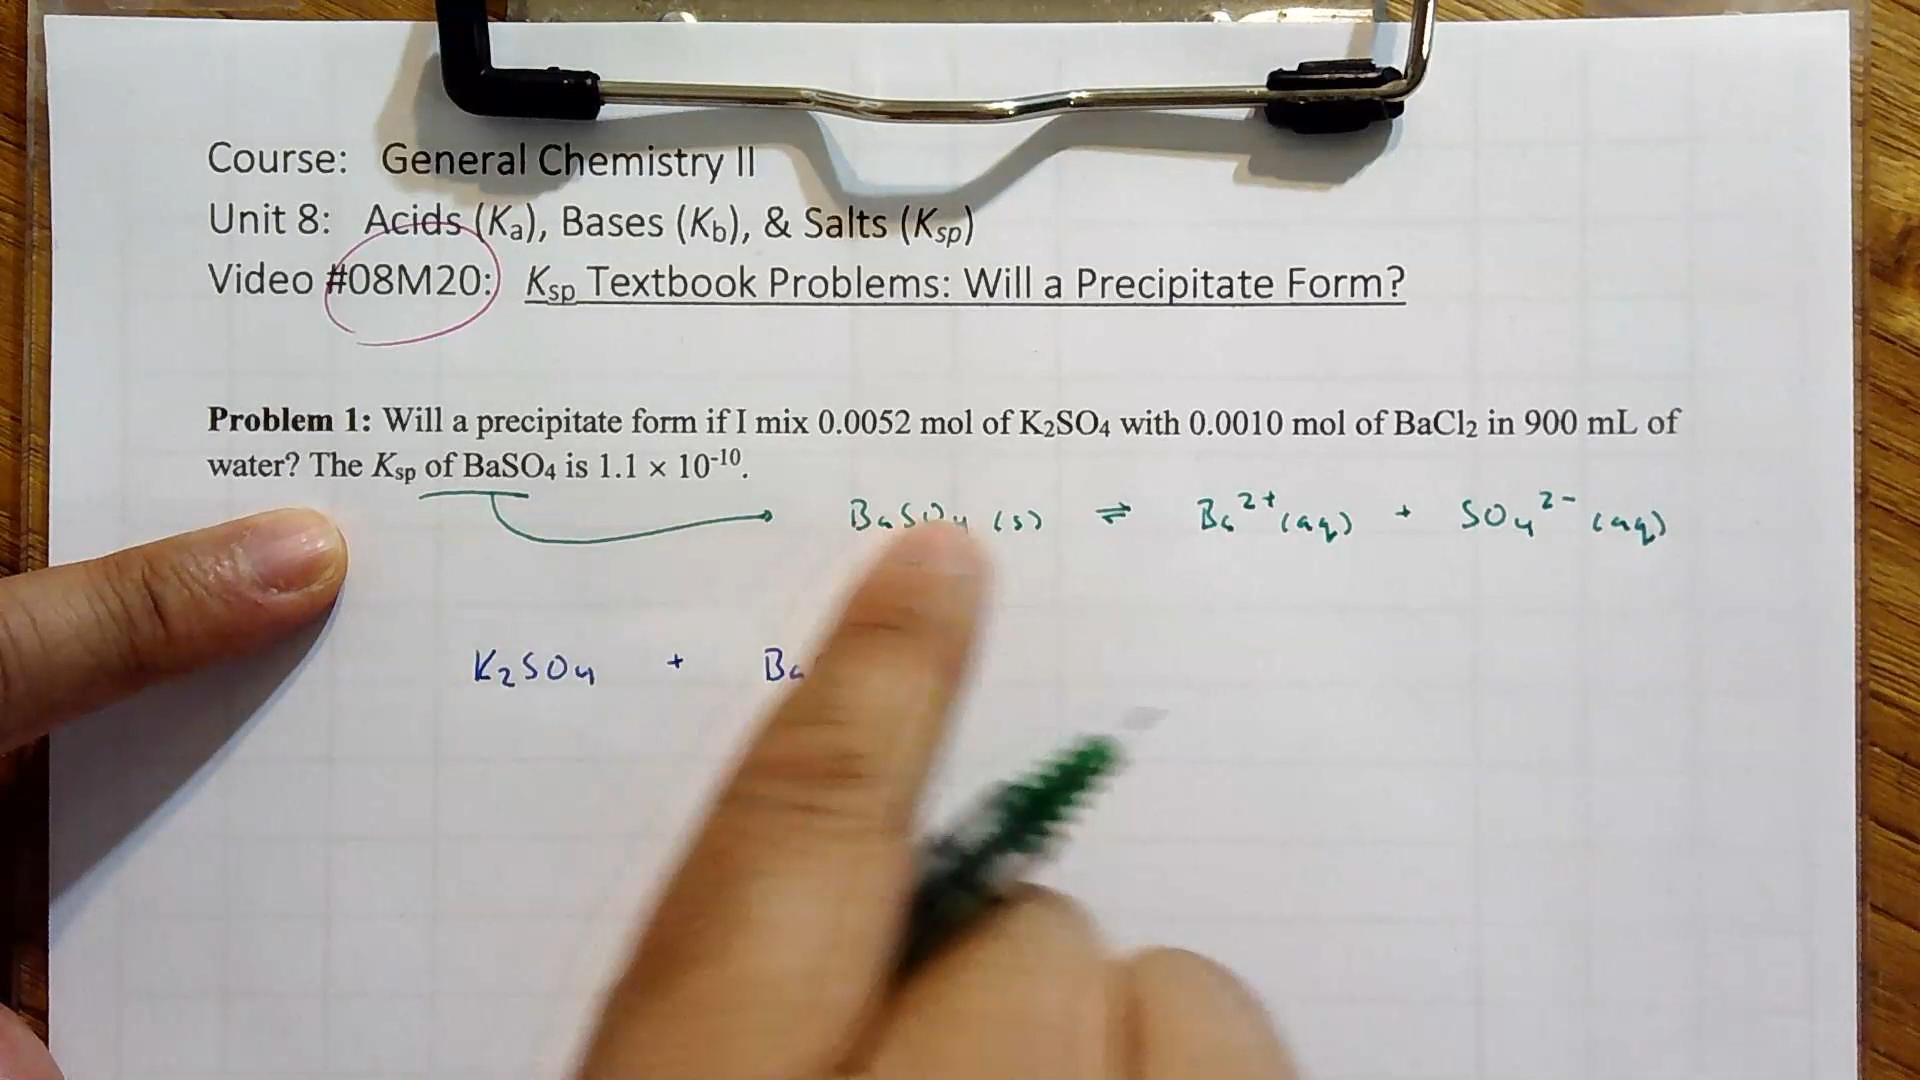 Course: General Chemistry II
Unit 8: Acids (Ka), Bases (Kb), & Salts (Ksp)
Video #08M20: Ksp Textbook Problems: Will a Precipitate Form?
Problem 1: Will a precipitate form if I mix 0.0052 mol of K₂SO₄ with 0.0010 mol of BaCl₂ in 900 mL of
water? The Ksp of BaSO₄ is 1.1 × 10⁻¹⁰.
BaSO₄ (s) ⇌ Ba²⁺ (aq) + SO₄²⁻ (aq)
K₂SO₄ + Ba